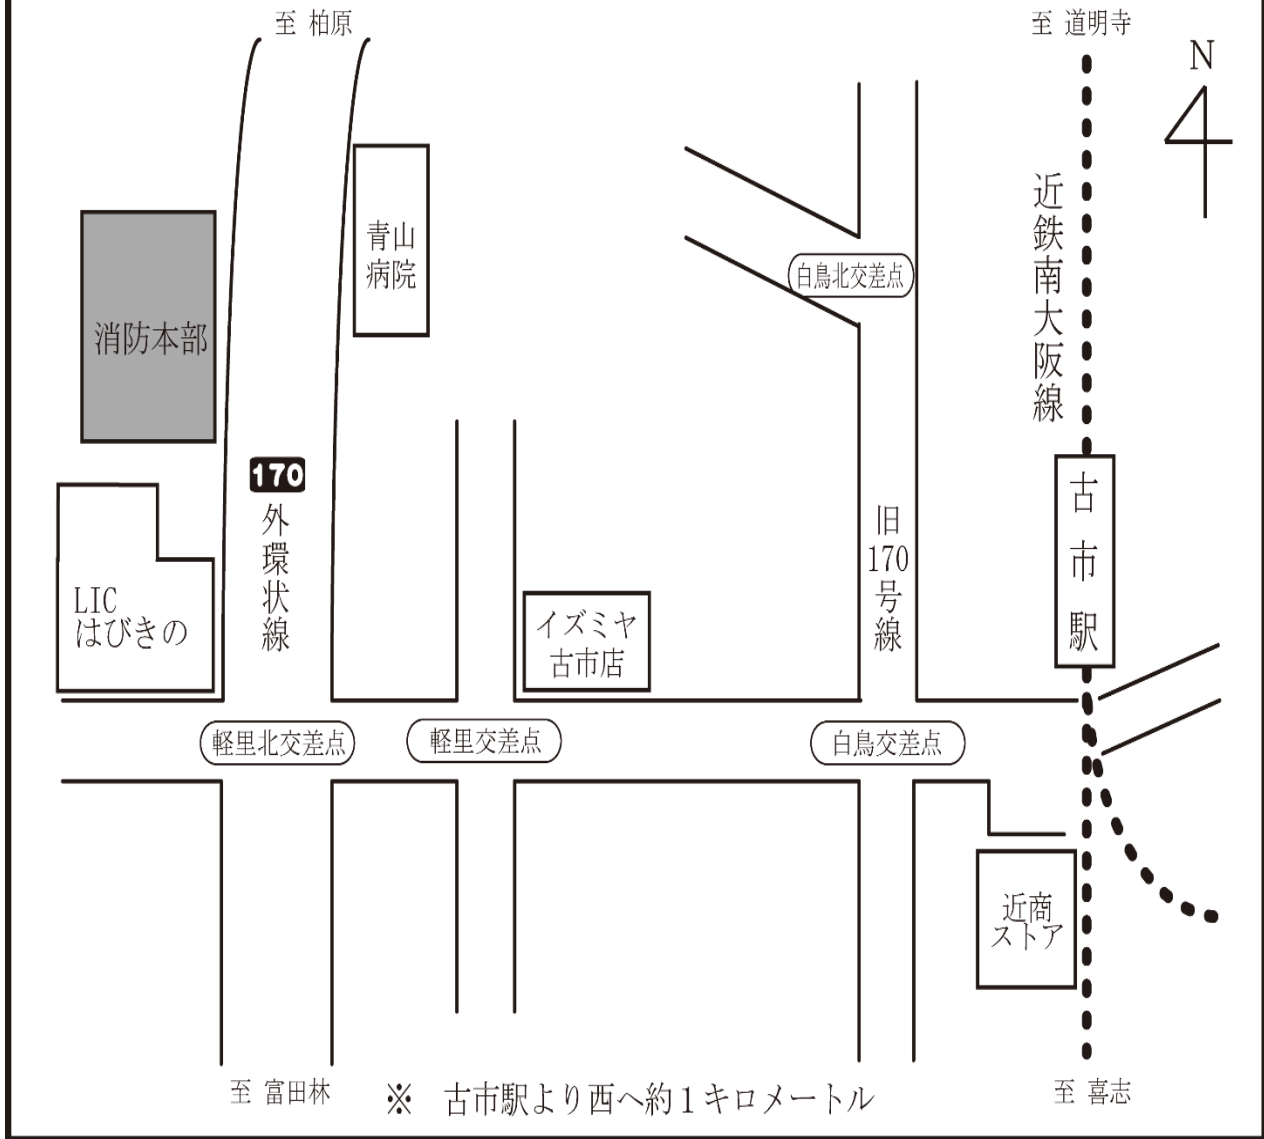 至 柏原
至 道明寺
N
近鉄南大阪線
青山
病院
白鳥北交差点
消防本部
170
外環状線
古市駅
旧
170
号
線
LIC
はびきの
イズミヤ
古市店
軽里北交差点
軽里交差点
白鳥交差点
近商
ストア
至 富田林
※ 古市駅より西へ約1キロメートル
至 喜志